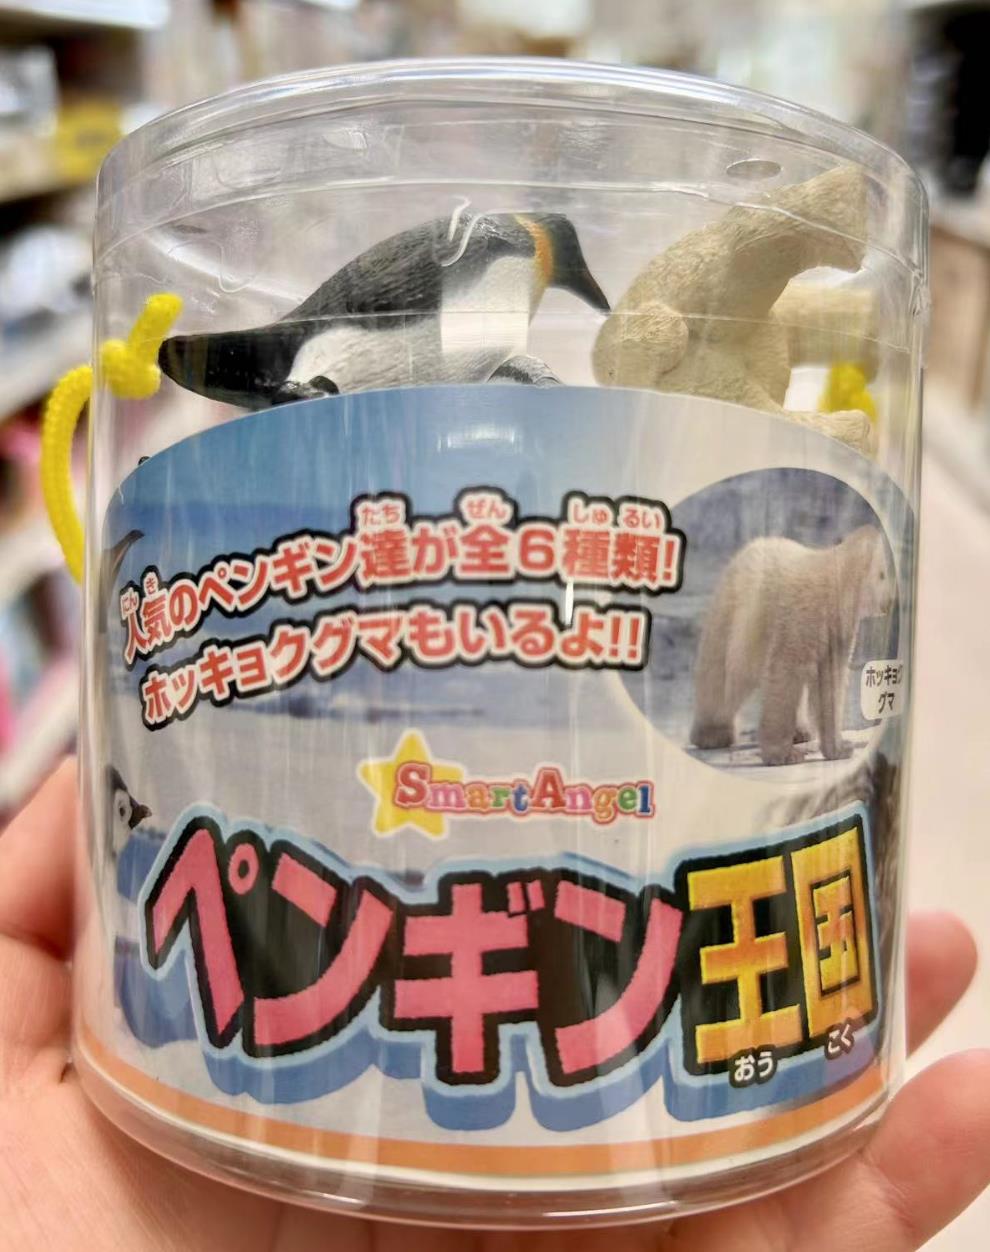 人気のペンギン達が全6種類!
ホッキョクグマもいるよ!!
ホッキョク
グマ
SmartAngel
ペンギン王国